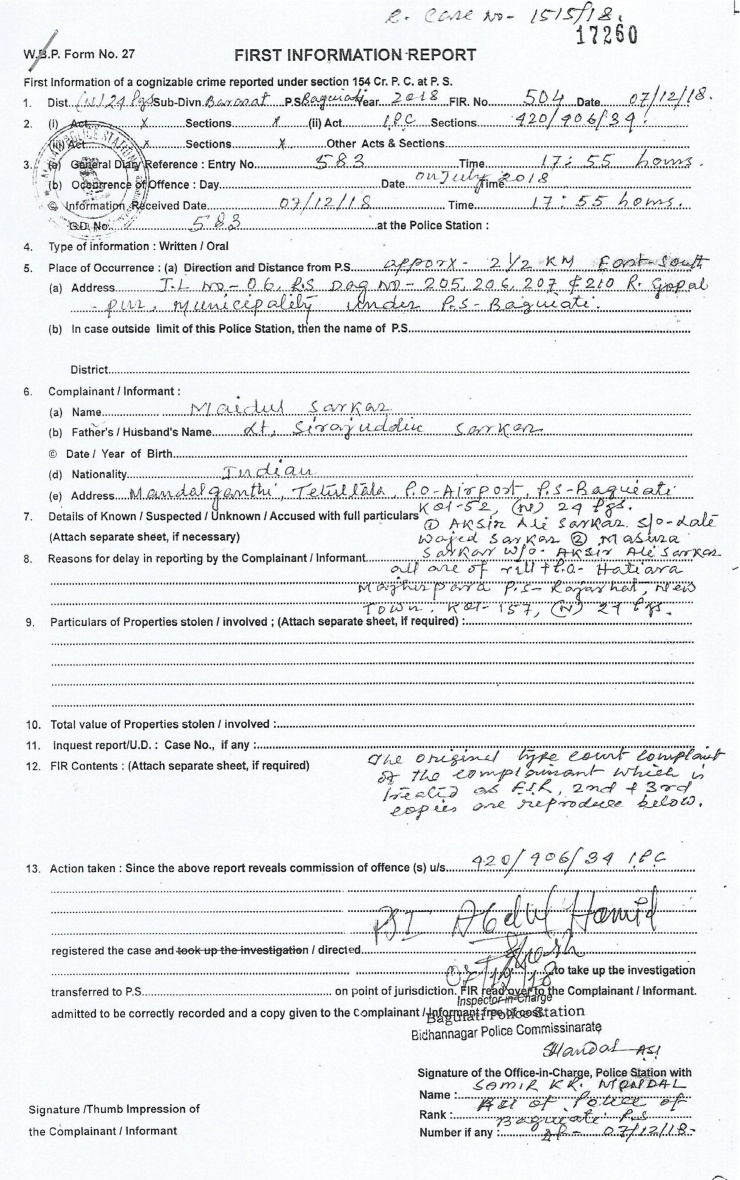 R. Case No- 1515/18.
17260
W.B.P. Form No. 27 FIRST INFORMATION REPORT
First Information of a cognizable crime reported under section 154 Cr. P. C. at P. S.
1. Dist. (N) 24 Pgs Sub-Divn. Barasat P.S Baguiati Year 2018 FIR. No 504 Date 07/12/18.
2. (i) Act x Sections x (ii) Act IPC Sections 420/406/34.
(iii) Act x Sections x Other Acts & Sections
3. (a) General Diary Reference : Entry No. 583 Time 17:55 hours.
(b) Occurrence of Offence : Day Date on July 2018 Time
© Information Received Date 07/12/18 Time 17:55 hours.
G.D. No. 583 at the Police Station :
4. Type of information : Written / Oral
5. Place of Occurrence : (a) Direction and Distance from P.S. apporx - 2 1/2 KM East-South
(a) Address J.L No-06, R.S Dag No-205, 206, 207 & 210 R. Gopal
-pur, Municipality under P.S-Baguiati.
(b) In case outside limit of this Police Station, then the name of P.S.
District
6. Complainant / Informant :
(a) Name Maidul Sarkar
(b) Father's / Husband's Name Lt. Sirajuddin Sarkar
© Date / Year of Birth
(d) Nationality Indian
(e) Address Mandalganthi, Tetultala, P.O-Airport, P.S-Baguiati
Kol-52, (N) 24 Pgs.
7. Details of Known / Suspected / Unknown / Accused with full particulars ① Aksir Ali Sarkar. s/o-late
(Attach separate sheet, if necessary) Wajed Sarkar ② Masura
8. Reasons for delay in reporting by the Complainant / Informant Sarkar w/o- Aksir Ali Sarkar
all are of vill+P.O- Hatiara
Majherpara P.S- Rajarhat, New
Town. Kol-157, (N) 24 Pgs.
9. Particulars of Properties stolen / involved ; (Attach separate sheet, if required) :
10. Total value of Properties stolen / involved :
11. Inquest report/U.D. : Case No., if any :
12. FIR Contents : (Attach separate sheet, if required) The original type court complaint
of the complainant which is
treated as F.I.R, 2nd + 3rd
copies are reproduce below.
13. Action taken : Since the above report reveals commission of offence (s) u/s. 420/406/34 IPC
PSI Abdul Hamid
registered the case and took up the investigation / directed
07/12/18 to take up the investigation
transferred to P.S. on point of jurisdiction. FIR read over to the Complainant / Informant.
Inspector-in-Charge
admitted to be correctly recorded and a copy given to the Complainant / Informant free of cost.
Baguiati Police Station
Bidhannagar Police Commissinarate
SMandal ASI
Signature of the Office-in-Charge, Police Station with
Name : SAMIR KR. MONDAL
Signature /Thumb Impression of
Rank : ASI of Police of
the Complainant / Informant
Baguiati P.S
Number if any : 07/12/18-